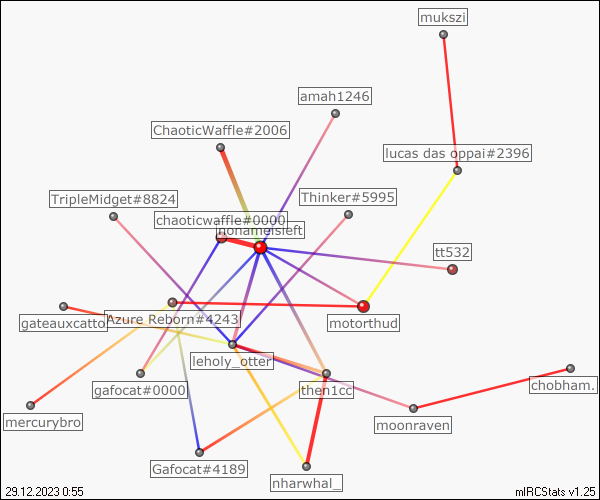 mukszi
amah1246
ChaoticWaffle#2006
lucas das oppai#2396
TripleMidget#8824
Thinker#5995
chaoticwaffle#0000
nonameisleft
tt532
gateauxcatto
Azure Reborn#4243
motorthud
leholy_otter
gafocat#0000
then1cc
chobham.
mercurybro
moonraven
Gafocat#4189
nharwhal_
29.12.2023 0:55
mIRCStats v1.25